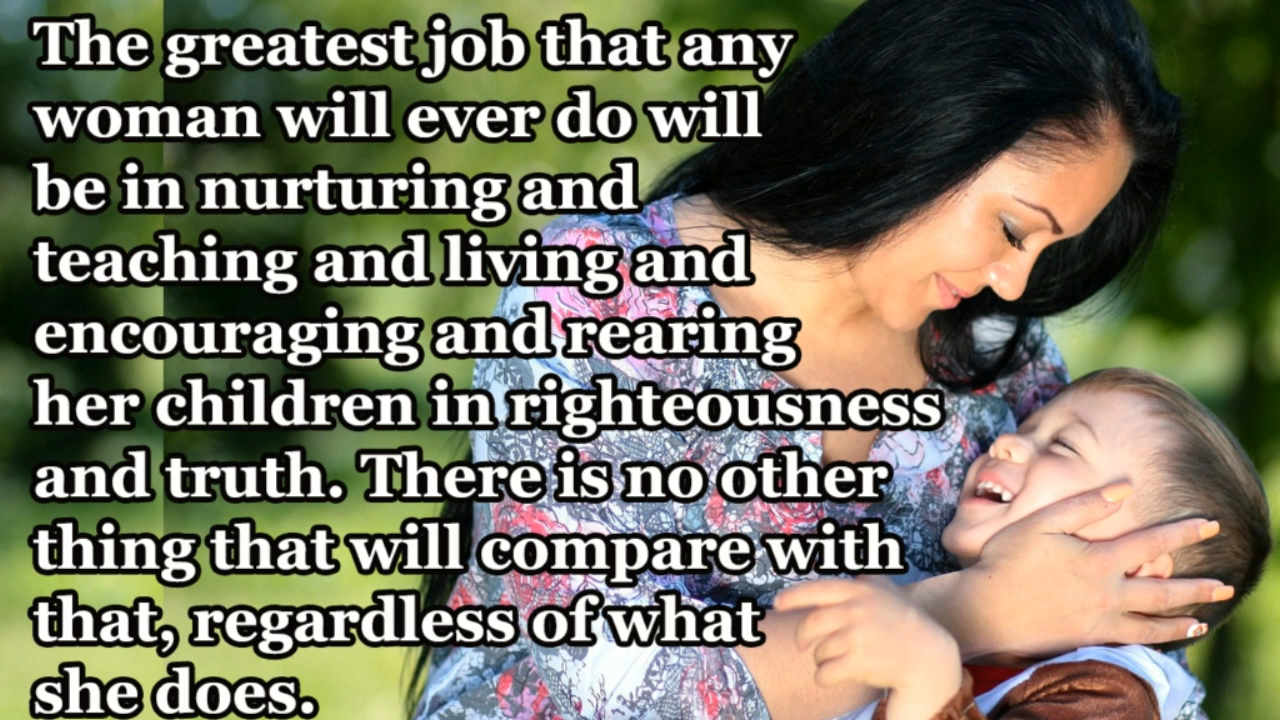 The greatest job that any
woman will ever do will
be in nurturing and
teaching and living and
encouraging and rearing
her children in righteousness
and truth. There is no other
thing that will compare with
that, regardless of what
she does.